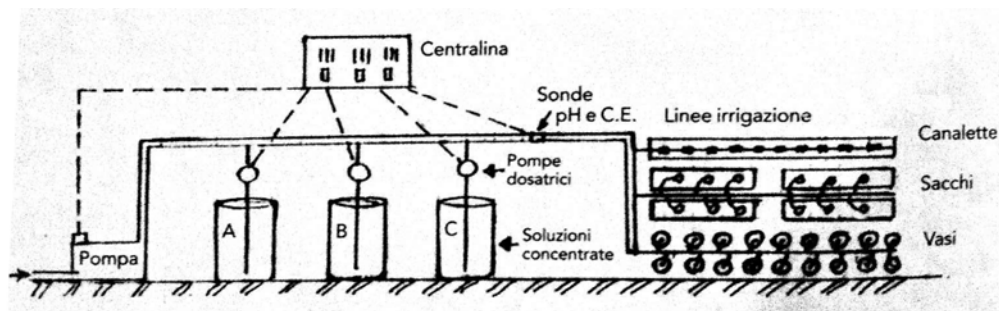 Centralina
Sonde
pH e C.E.
Linee irrigazione
Canalette
Pompe
dosatrici
Sacchi
A
B
C
Soluzioni
concentrate
Vasi
Pompa